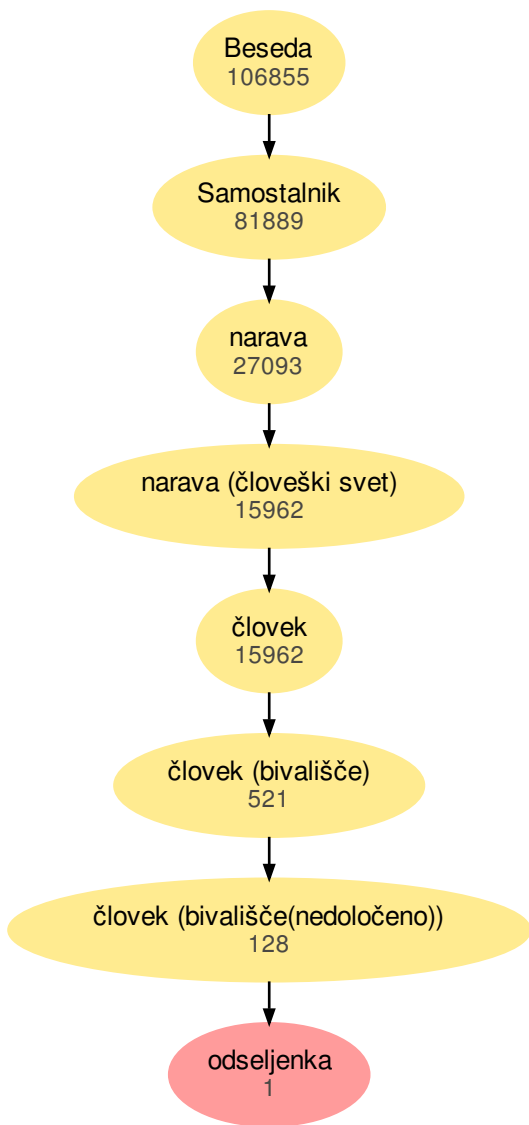 Beseda
106855
Samostalnik
81889
narava
27093
narava (človeški svet)
15962
človek
15962
človek (bivališče)
521
človek (bivališče(nedoločeno))
128
odseljenka
1